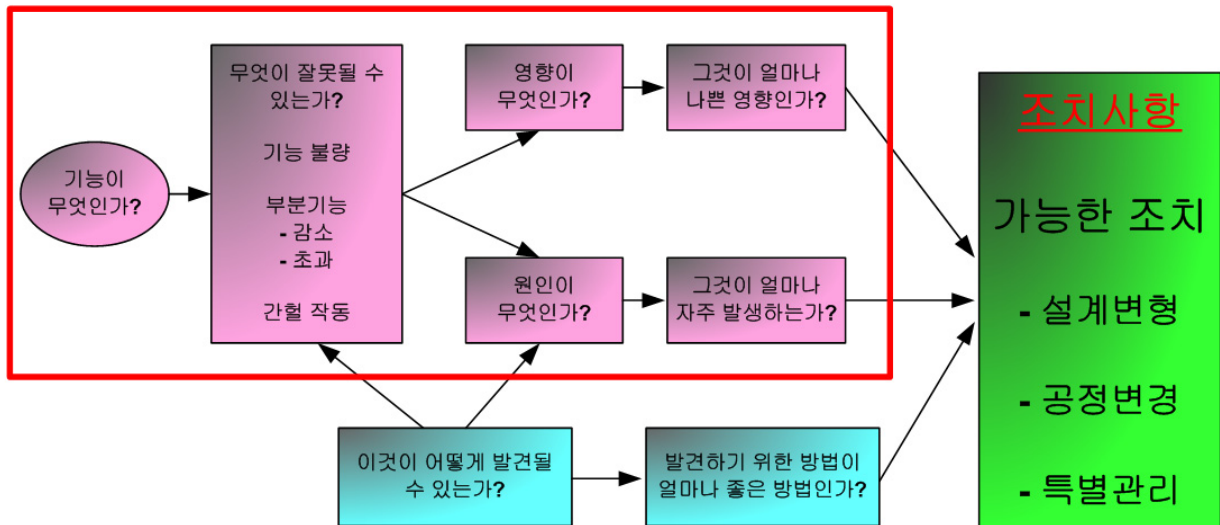 기능이
무엇인가?
무엇이 잘못될 수
있는가?
기능 불량
부분기능
- 감소
- 초과
간헐 작동
영향이
무엇인가?
그것이 얼마나
나쁜 영향인가?
원인이
무엇인가?
그것이 얼마나
자주 발생하는가?
이것이 어떻게 발견될
수 있는가?
발견하기 위한 방법이
얼마나 좋은 방법인가?
조치사항
가능한 조치
- 설계변형
- 공정변경
- 특별관리